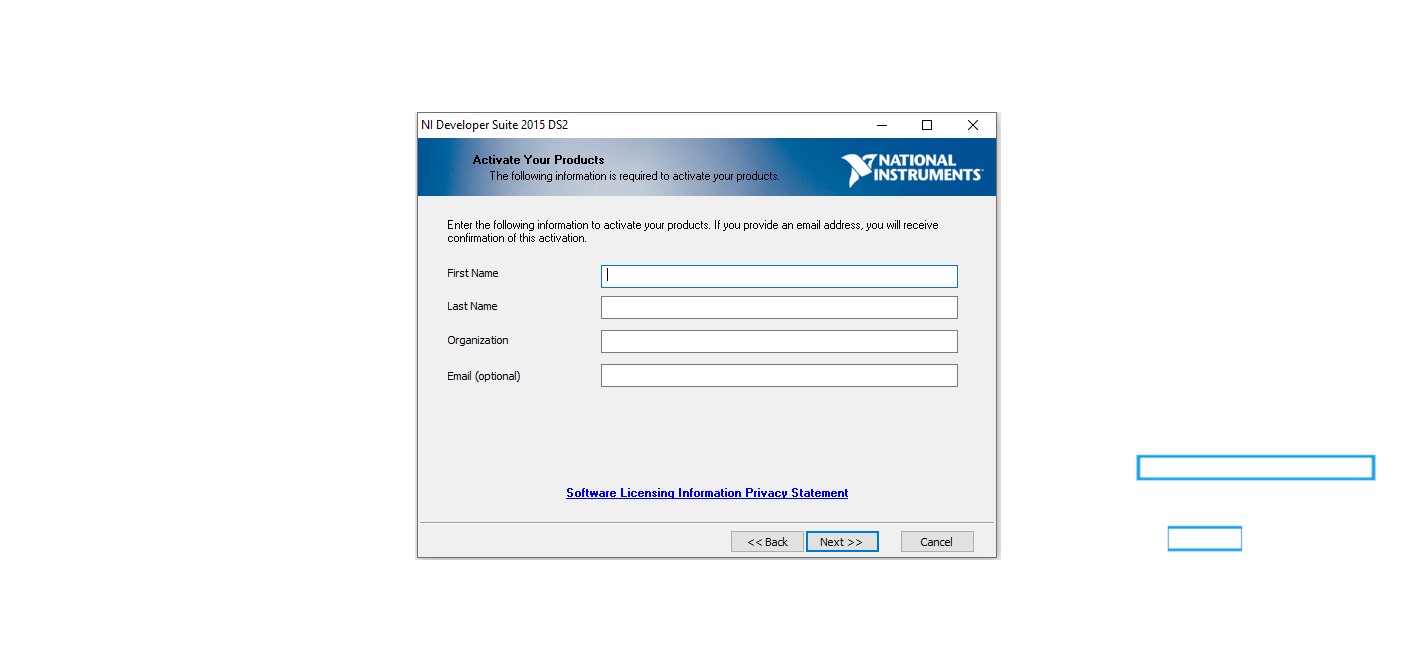 NI Developer Suite 2015 DS2
Activate Your Products
The following information is required to activate your products.
NATIONAL
INSTRUMENTS
Enter the following information to activate your products. If you provide an email address, you will receive
confirmation of this activation.
First Name
Last Name
Organization
Email (optional)
Software Licensing Information Privacy Statement
<< Back
Next >>
Cancel